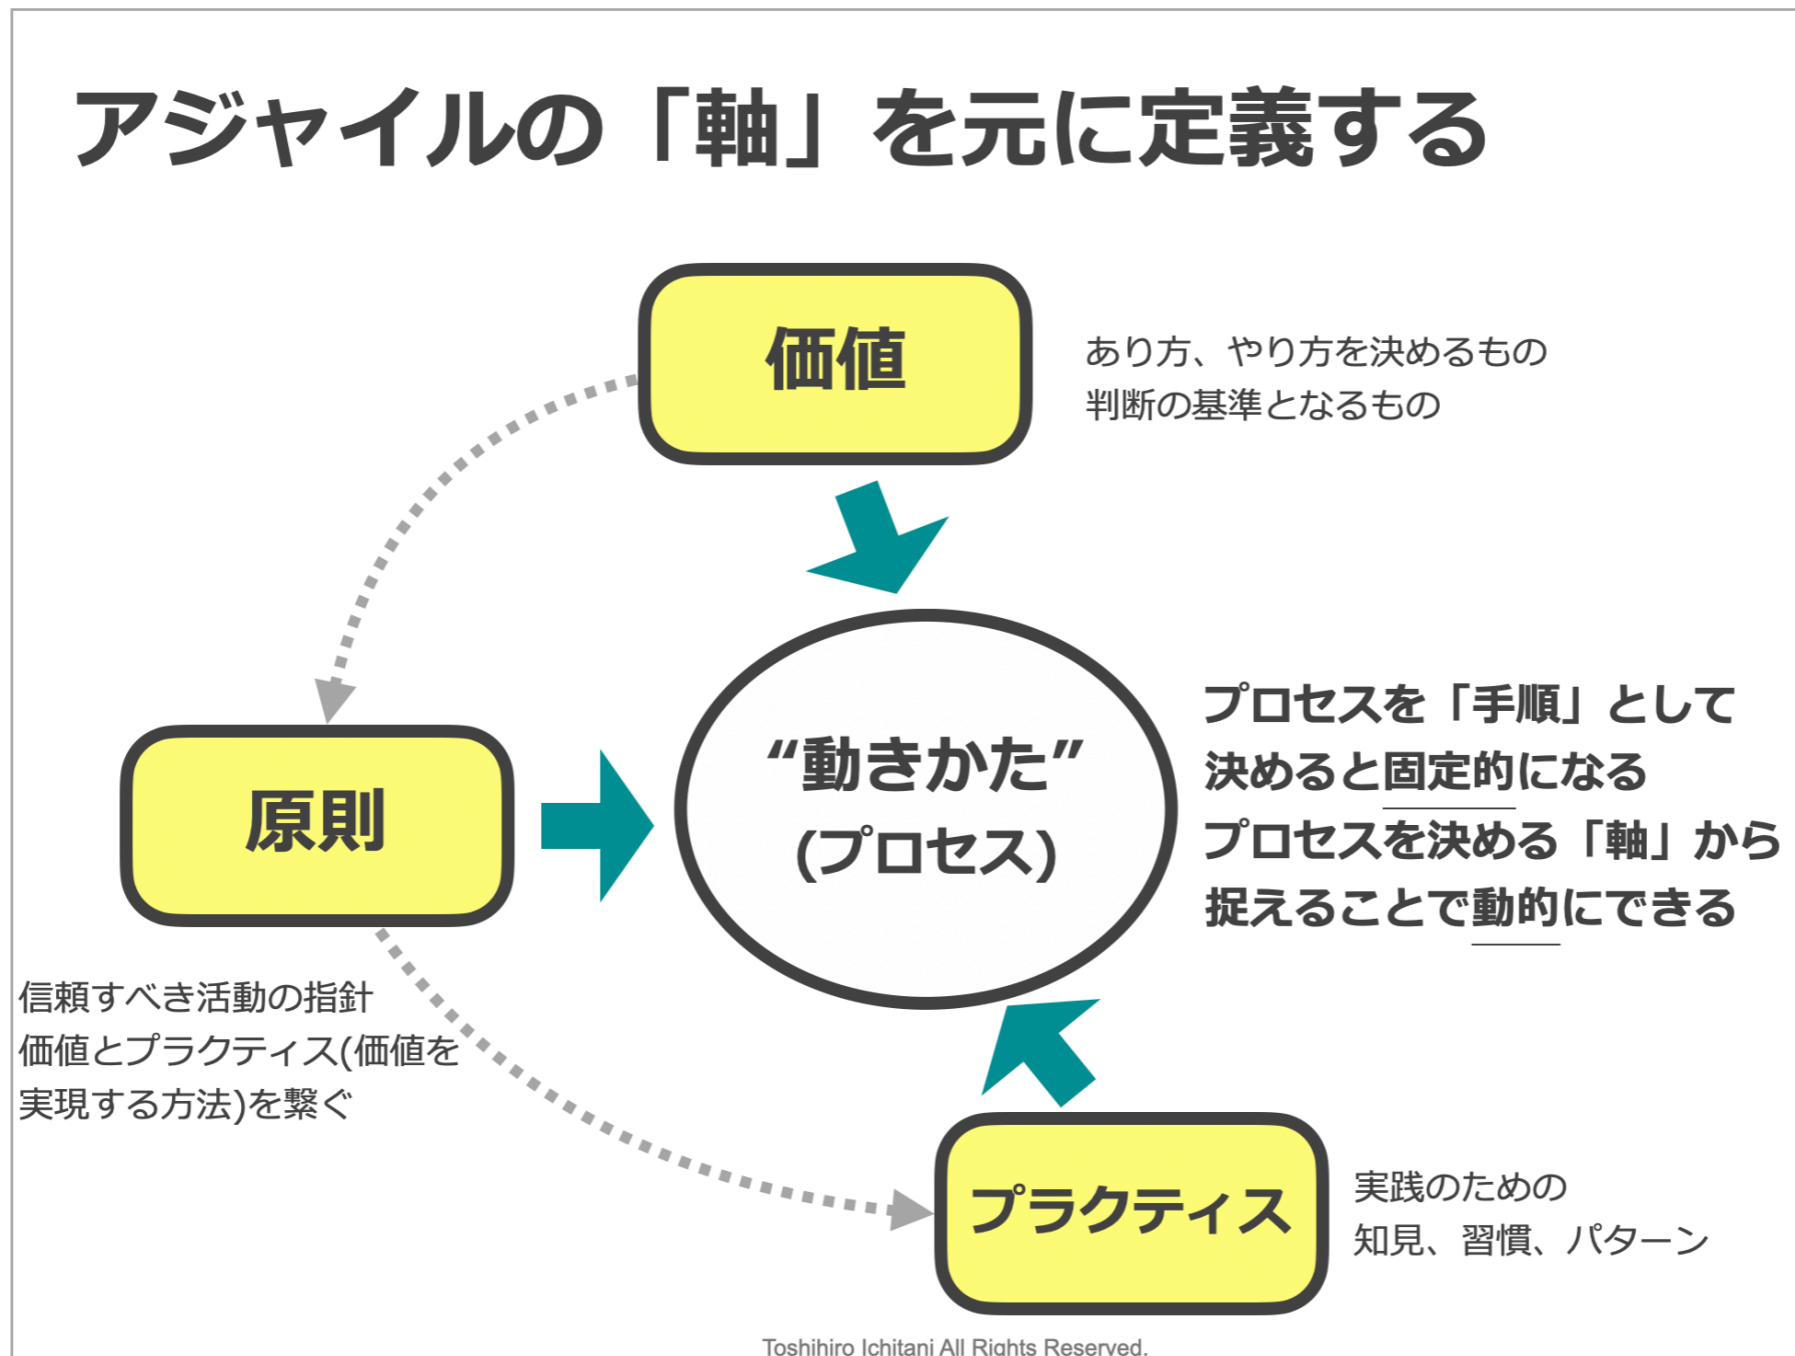 アジャイルの「軸」を元に定義する
価値
あり方、やり方を決めるもの
判断の基準となるもの
“動きかた”
(プロセス)
プロセスを「手順」として
決めると固定的になる
プロセスを決める「軸」から
捉えることで動的にできる
原則
信頼すべき活動の指針
価値とプラクティス(価値を
実現する方法)を繋ぐ
プラクティス
実践のための
知見、習慣、パターン
Toshihiro Ichitani All Rights Reserved.